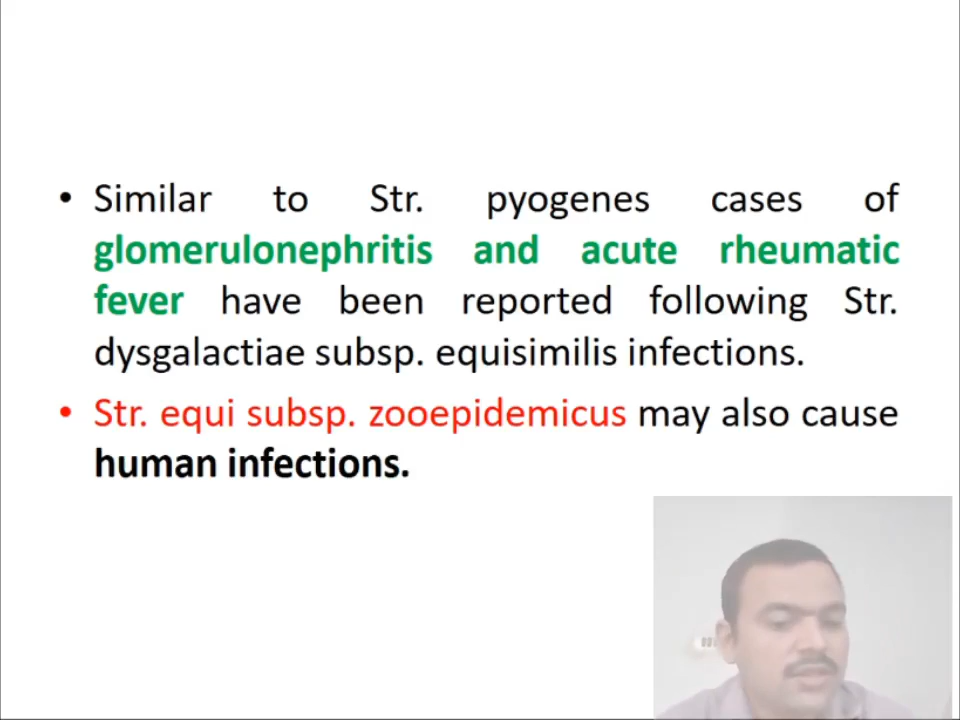 • Similar to Str. pyogenes cases of
glomerulonephritis and acute rheumatic
fever have been reported following Str.
dysgalactiae subsp. equisimilis infections.
• Str. equi subsp. zooepidemicus may also cause
human infections.